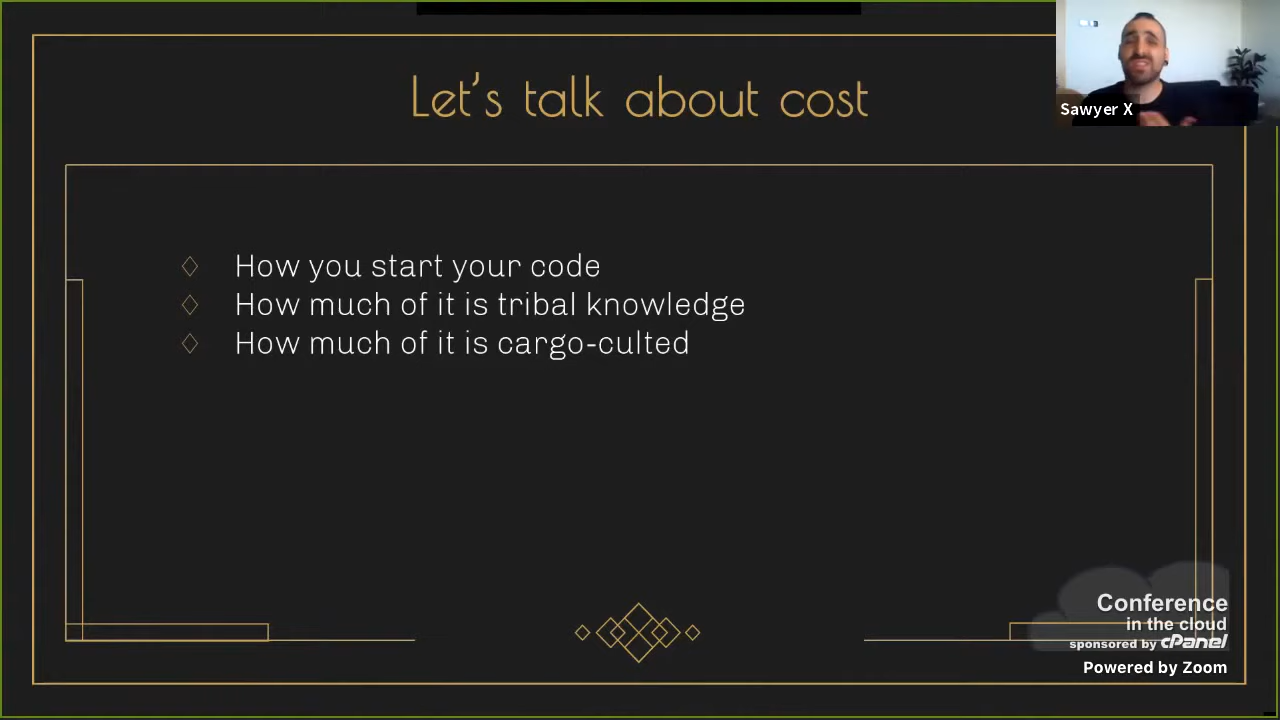 Let's talk about cost
Sawyer X
How you start your code
How much of it is tribal knowledge
How much of it is cargo-culted
Conference
in the cloud
sponsored by cPanel
Powered by Zoom